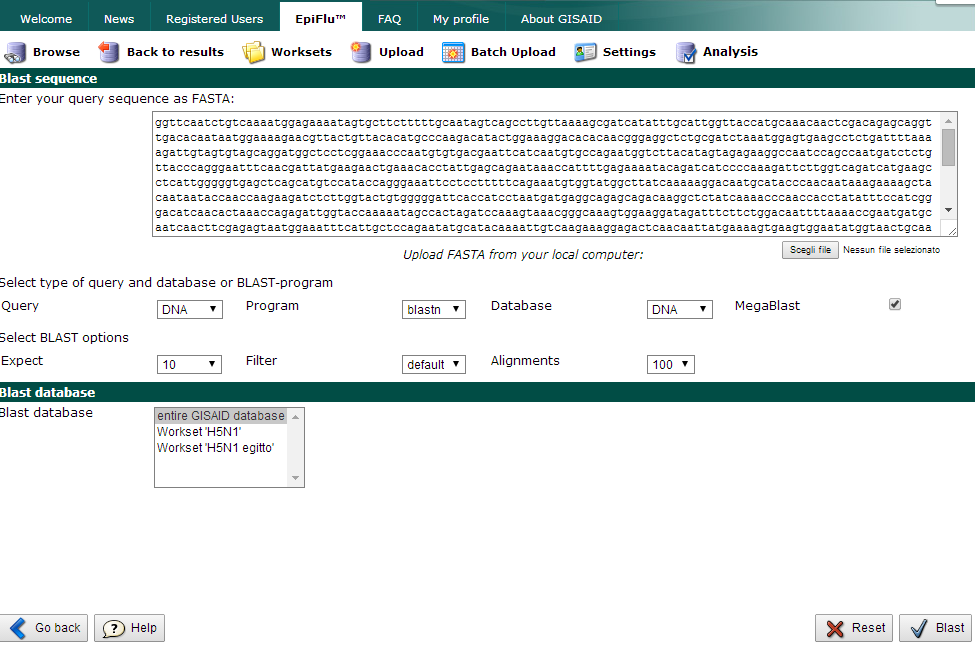 Welcome News Registered Users EpiFlu™ FAQ My profile About GISAID
Browse Back to results Worksets Upload Batch Upload Settings Analysis
Blast sequence
Enter your query sequence as FASTA:
ggttcaatctgtcaaaatggagaaaatagtgcttctttttgcaatagtcagccttgttaaaagcgatcatatttgcattggttaccatgcaaacaactcgacagagcaggt
tgacacaataatggaaaagaacgttactgttacacatgcccaagacatactggaaaggacacacaacgggaggctctgcgatctaaatggagtgaagcctctgattttaaa
agattgtagtgtagcaggatggctcctcggaaacccaatgtgtgacgaattcatcaatgtgccagaatggtcttacatagtagagaaggccaatccagccaatgatctctg
ttacccagggaatttcaacgattatgaagaactgaaacacctattgagcagaataaaccattttgagaaaatacagatcatccccaaagattcttggtcagatcatgaagc
ctcattgggggtgagctcagcatgtccataccagggaaattcctcctttttcagaaatgtggtatggcttatcaaaaaggacaatgcatacccaacaataaagaaaagcta
caataataccaaccaagaagatctcttggtactgtgggggattcaccatcctaatgatgaggcagagcagacaaggctctatcaaaacccaaccacctatatttccatcgg
gacatcaacactaaaccagagattggtaccaaaaatagccactagatccaaagtaaacgggcaaagtggaaggatagatttcttctggacaattttaaaaccgaatgatgc
aatcaacttcgagagtaatggaaatttcattgctccagaatatgcatacaaaattgtcaagaaaggagactcaacaattatgaaaagtgaagtggaatatggtaactgcaa
Upload FASTA from your local computer: Scegli file Nessun file selezionato
Select type of query and database or BLAST-program
Query DNA Program blastn Database DNA MegaBlast
Select BLAST options
Expect 10 Filter default Alignments 100
Blast database
Blast database entire GISAID database
Workset 'H5N1'
Workset 'H5N1 egitto'
Go back Help Reset Blast